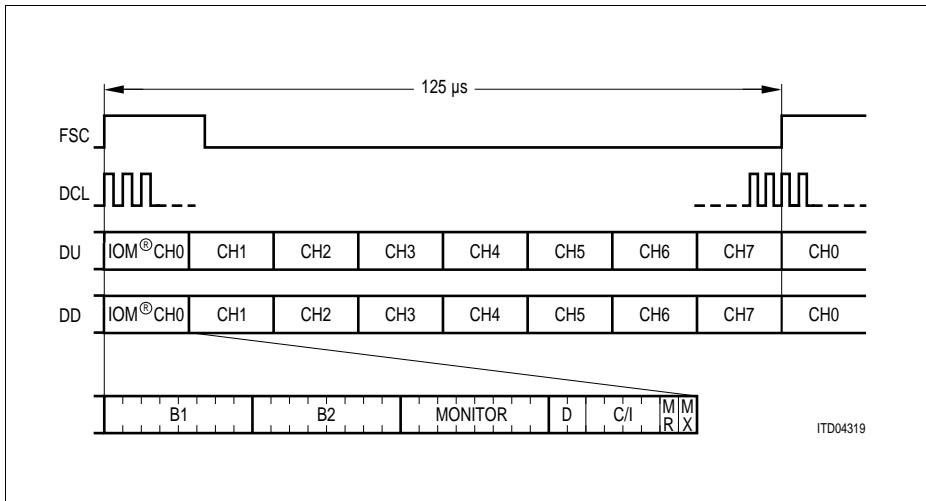 125 µs
FSC
DCL
DU IOM®CH0 CH1 CH2 CH3 CH4 CH5 CH6 CH7 CH0
DD IOM®CH0 CH1 CH2 CH3 CH4 CH5 CH6 CH7 CH0
B1 B2 MONITOR D C/I MR MX
ITD04319